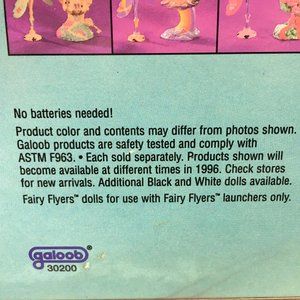 No batteries needed!
Product color and contents may differ from photos shown.
Galoob products are safety tested and comply with
ASTM F963. • Each sold separately. Products shown will
become available at different times in 1996. Check stores
for new arrivals. Additional Black and White dolls available.
Fairy Flyers™ dolls for use with Fairy Flyers™ launchers only.
galoob®
30200